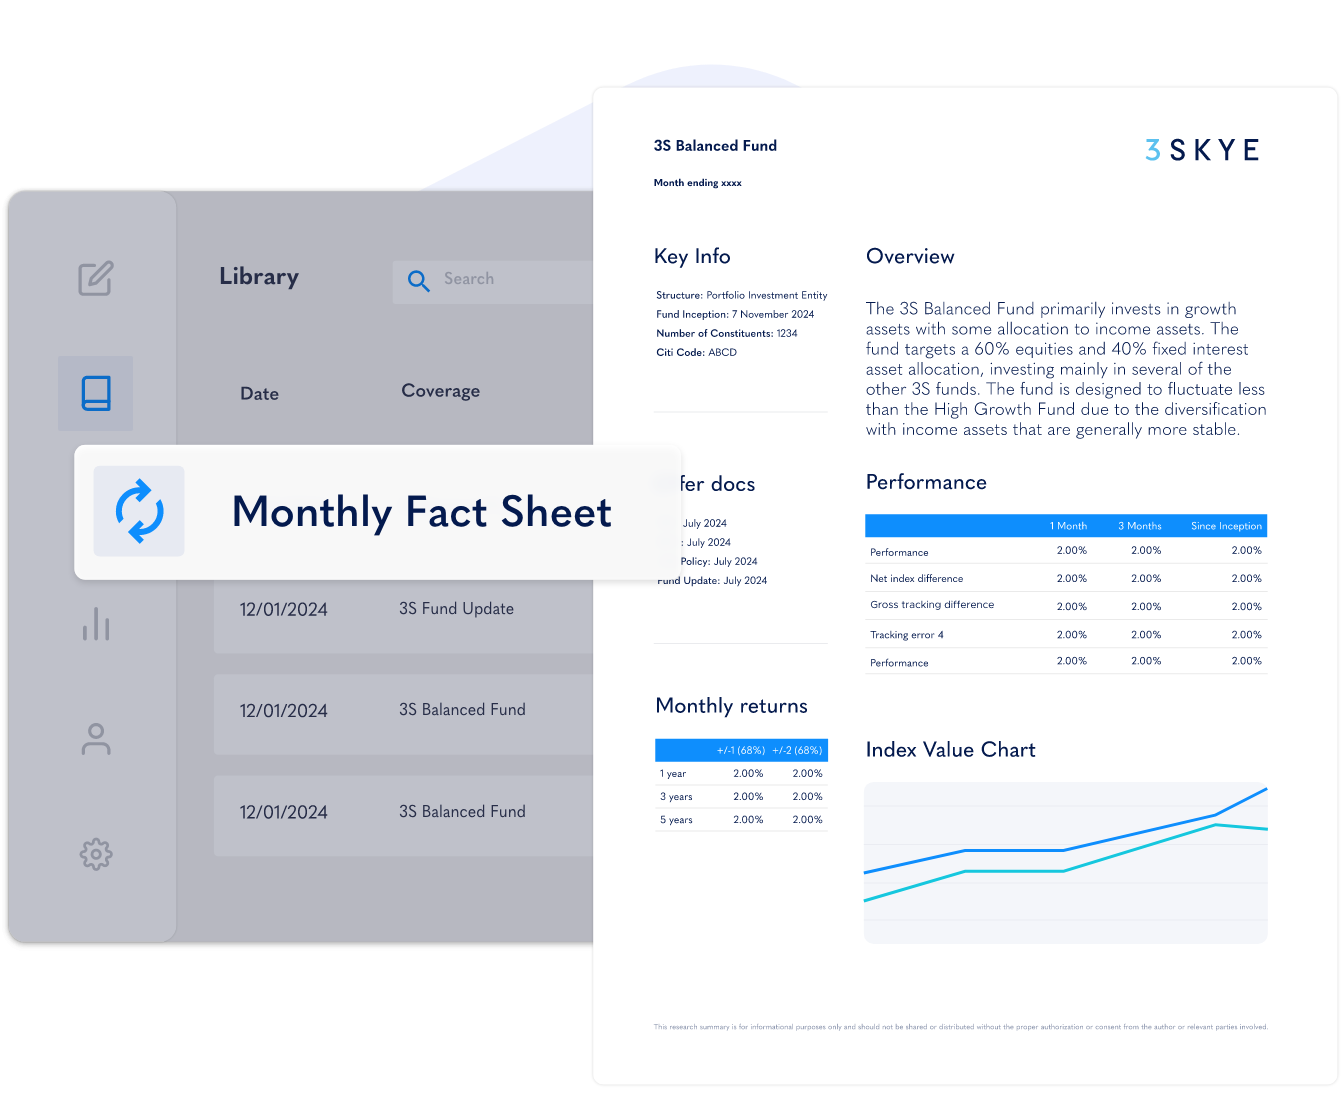 Library
Search
Date
Coverage
Monthly Fact Sheet
12/01/2024 3S Fund Update
12/01/2024 3S Balanced Fund
12/01/2024 3S Balanced Fund
3S Balanced Fund
3SKYE
Month ending xxxx
Key Info
Structure: Portfolio Investment Entity
Fund Inception: 7 November 2024
Number of Constituents: 1234
Citi Code: ABCD
fer docs
July 2024
: July 2024
Policy: July 2024
Fund Update: July 2024
Monthly returns
+/-1 (68%) +/-2 (68%)
1 year 2.00% 2.00%
3 years 2.00% 2.00%
5 years 2.00% 2.00%
Overview
The 3S Balanced Fund primarily invests in growth
assets with some allocation to income assets. The
fund targets a 60% equities and 40% fixed interest
asset allocation, investing mainly in several of the
other 3S funds. The fund is designed to fluctuate less
than the High Growth Fund due to the diversification
with income assets that are generally more stable.
Performance
1 Month 3 Months Since Inception
Performance 2.00% 2.00% 2.00%
Net index difference 2.00% 2.00% 2.00%
Gross tracking difference 2.00% 2.00% 2.00%
Tracking error 4 2.00% 2.00% 2.00%
Performance 2.00% 2.00% 2.00%
Index Value Chart
This research summary is for informational purposes only and should not be shared or distributed without the proper authorization or consent from the author or relevant parties involved.